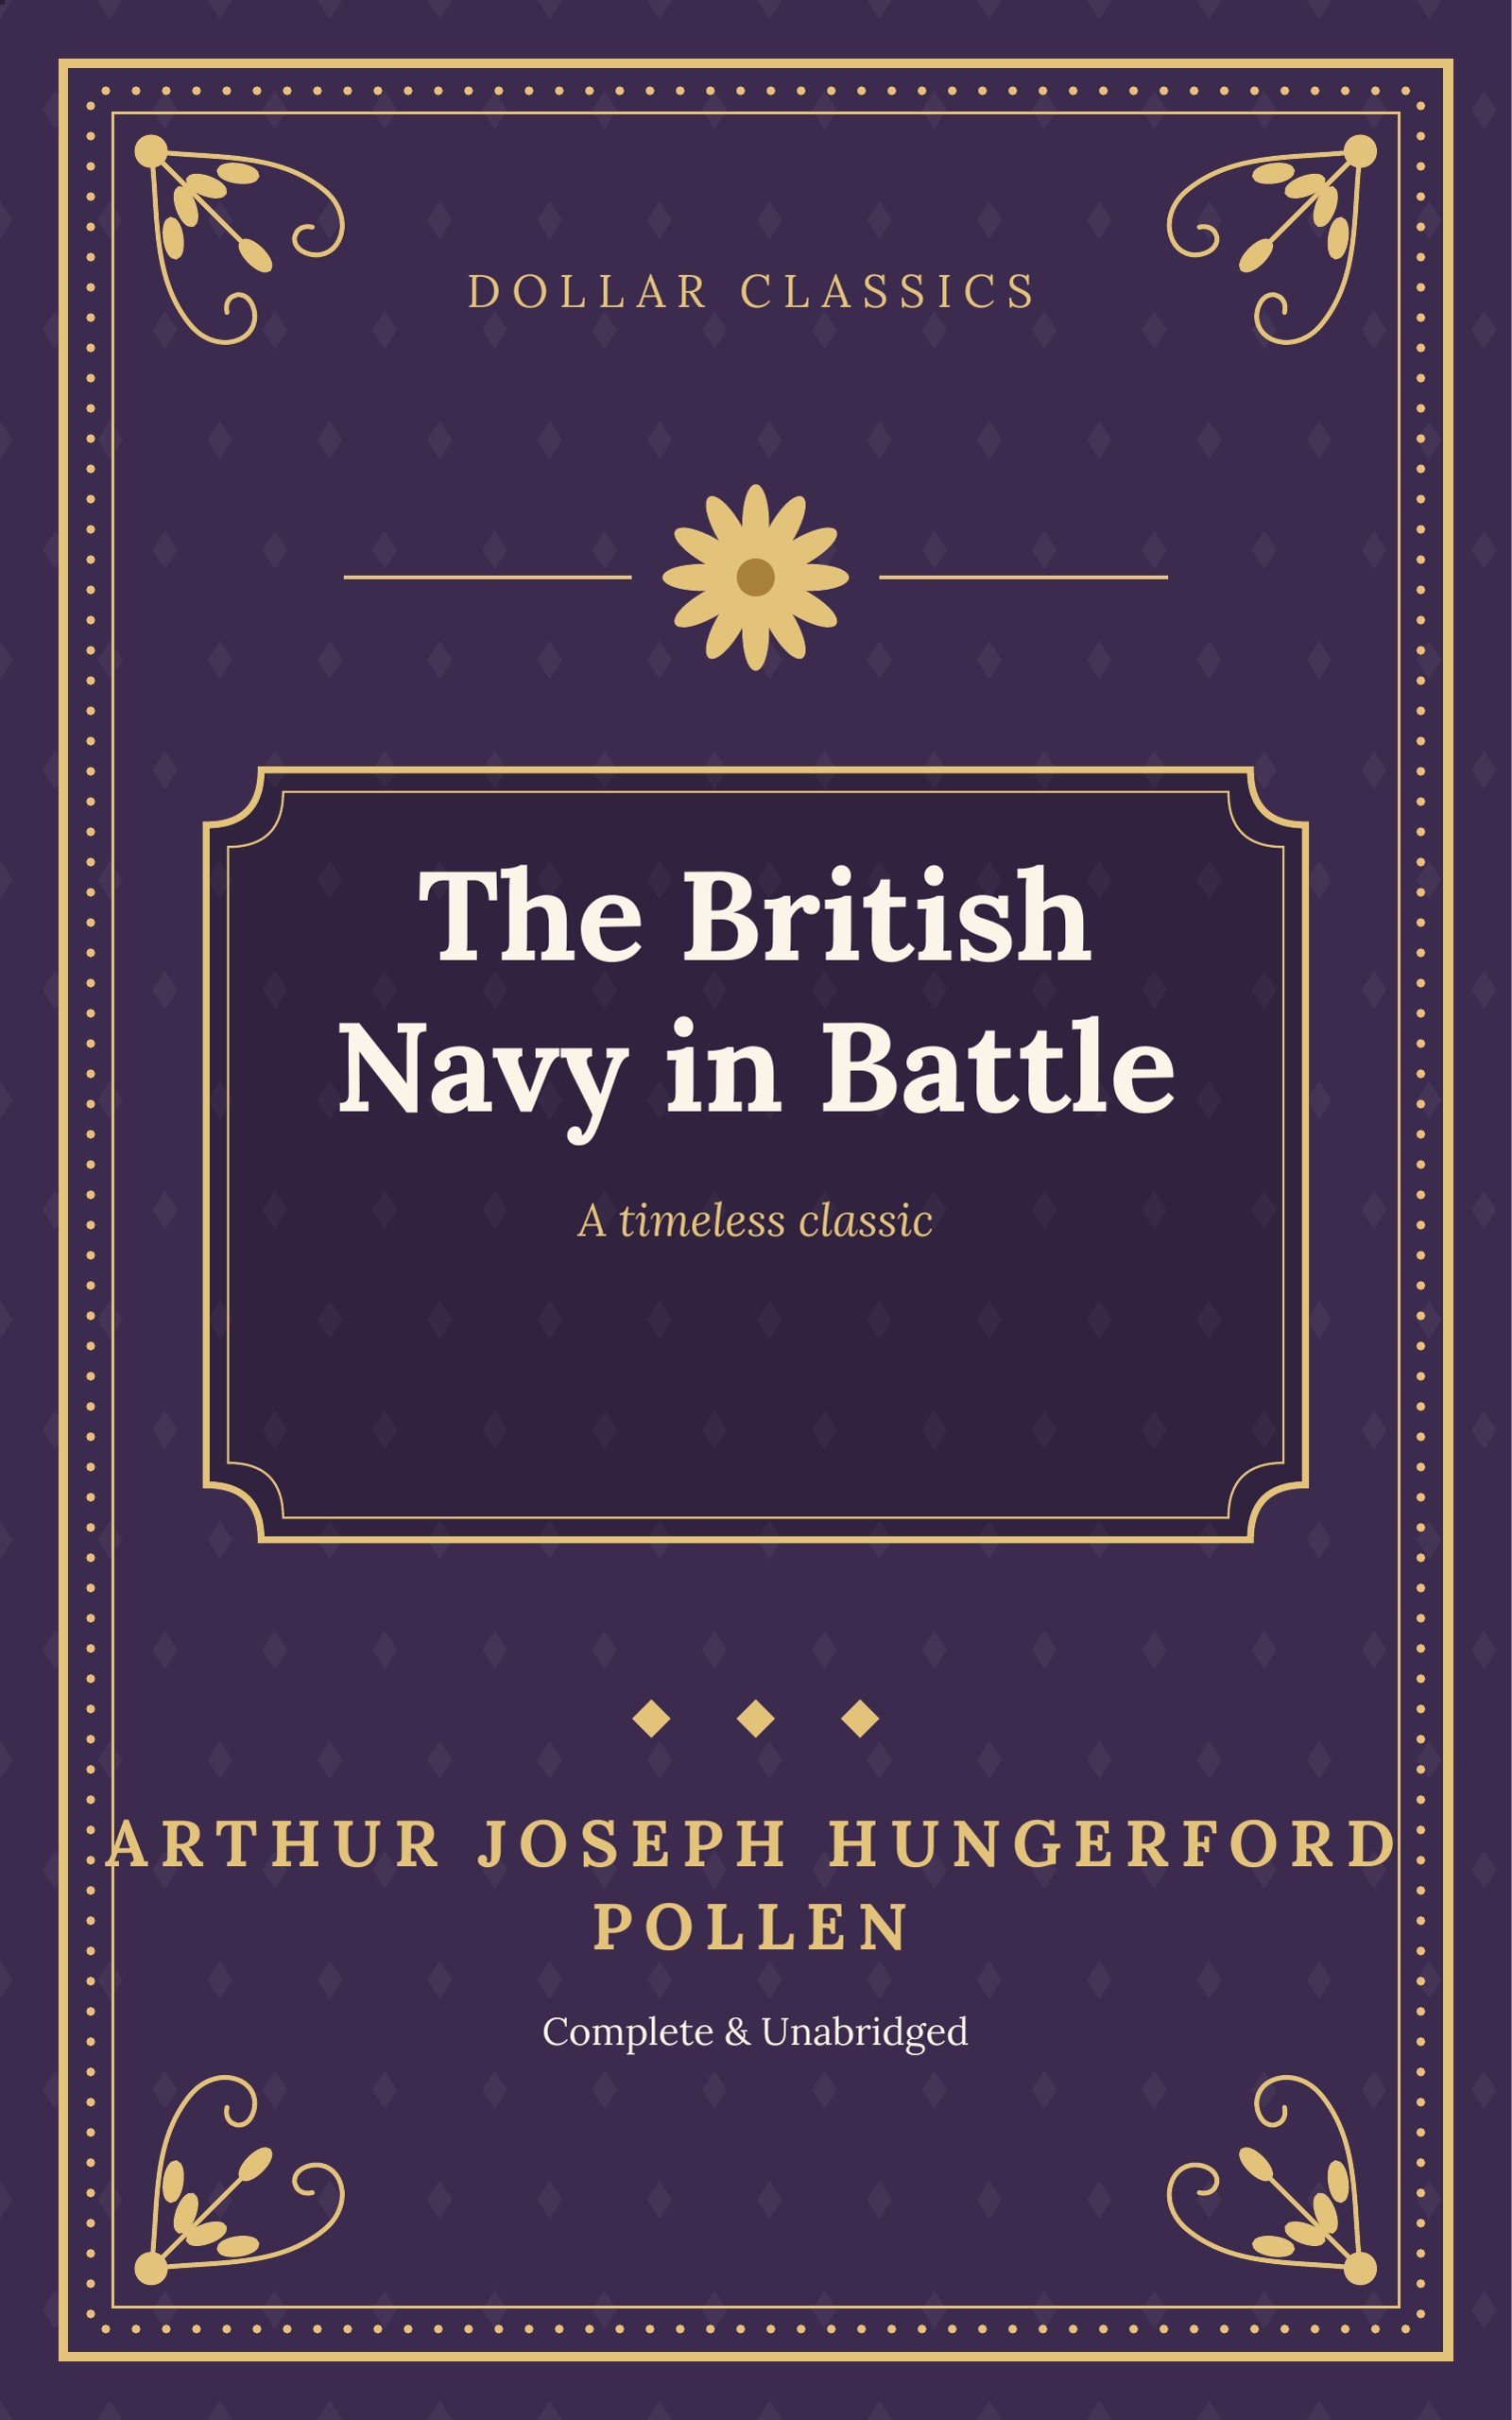 DOLLAR CLASSICS
The British
Navy in Battle
A timeless classic
ARTHUR JOSEPH HUNGERFORD
POLLEN
Complete & Unabridged